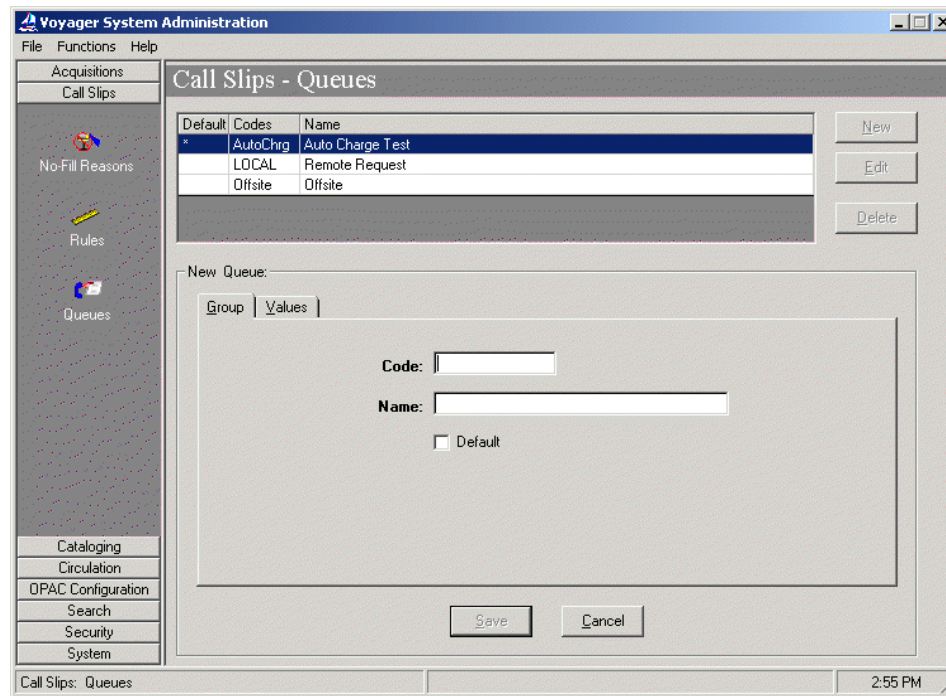 Voyager System Administration
File Functions Help
Acquisitions
Call Slips
No-Fill Reasons
Rules
Queues
Cataloging
Circulation
OPAC Configuration
Search
Security
System
Call Slips - Queues
Default Codes Name
* AutoChrg Auto Charge Test
LOCAL Remote Request
Offsite Offsite
New
Edit
Delete
New Queue:
Group Values
Code:
Name:
Default
Save Cancel
Call Slips: Queues 2:55 PM